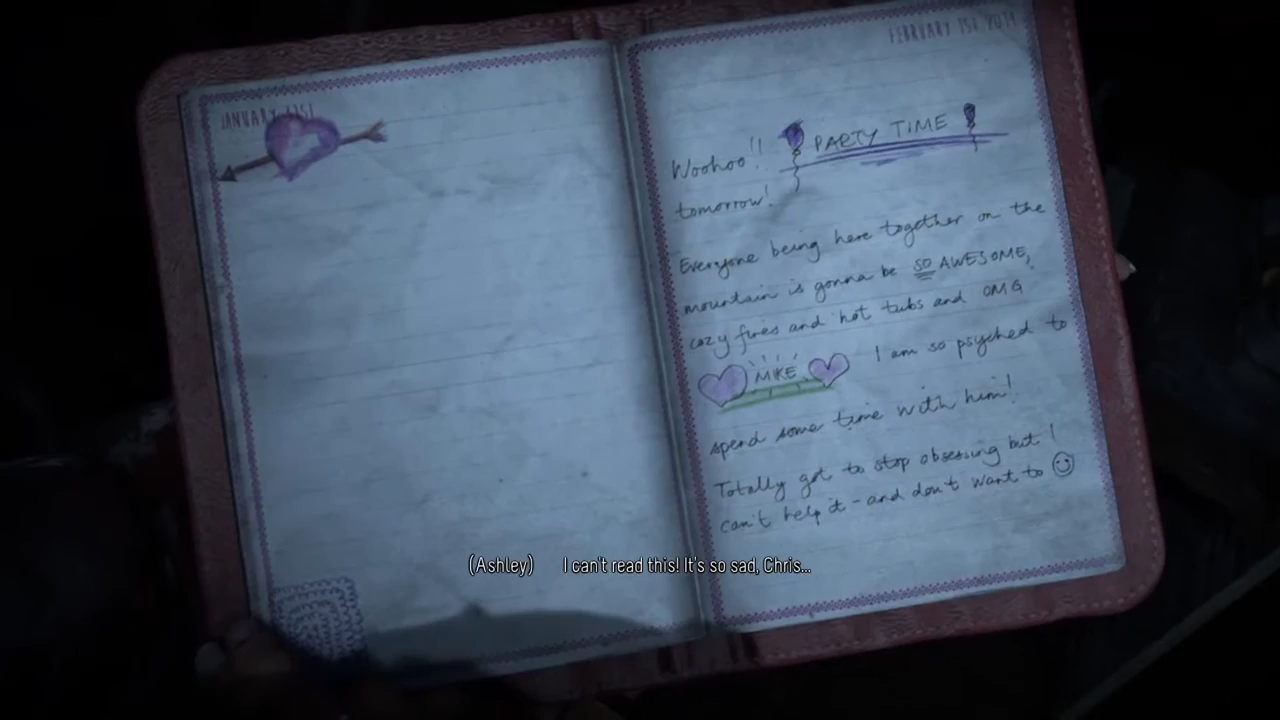 JANUARY 31ST
FEBRUARY 1ST 2014
Woohoo!! PARTY TIME
tomorrow!
Everyone being here together on the
mountain is gonna be SO AWESOME,
cozy fires and hot tubs and OMG
MIKE I am so psyched to
spend some time with him!
Totally got to stop obsessing but I
can't help it - and don't want to
(Ashley) I can't read this! It's so sad, Chris...